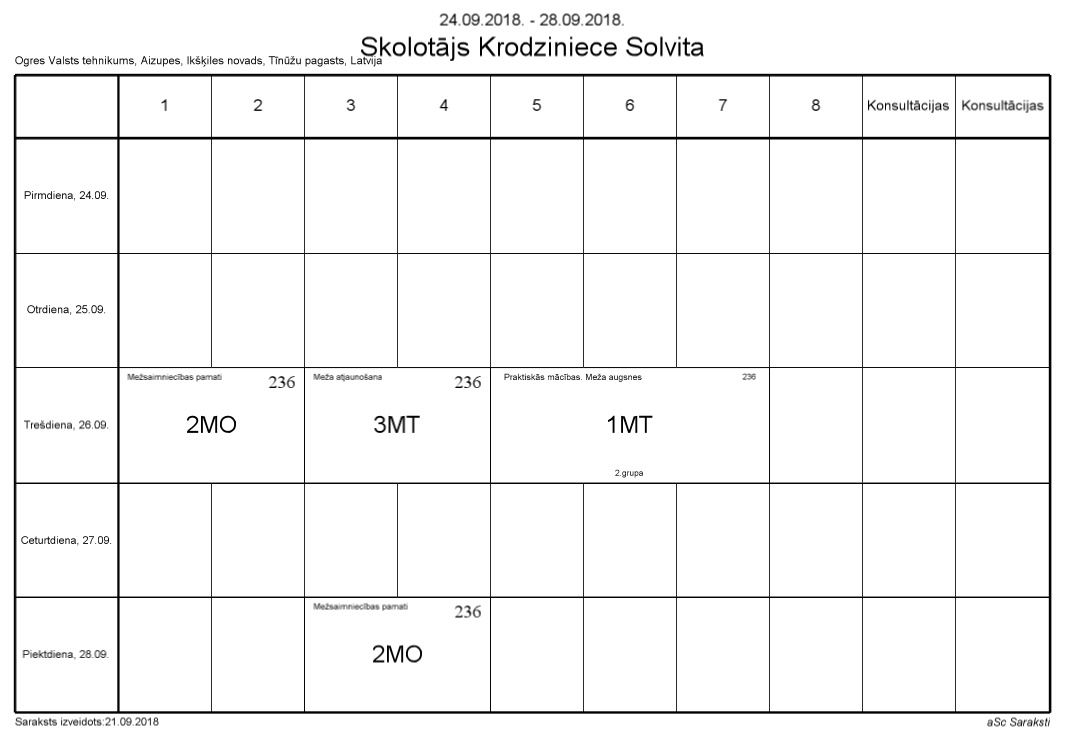 24.09.2018. - 28.09.2018.
Skolotājs Krodziniece Solvita
Ogres Valsts tehnikums, Aizupes, Ikšķiles novads, Tīnūžu pagasts, Latvija
1 2 3 4 5 6 7 8 Konsultācijas Konsultācijas
Pirmdiena, 24.09.
Otrdiena, 25.09.
Mežsaimniecības pamati 236 Meža atjaunošana 236 Praktiskās mācības. Meža augsnes 236
Trešdiena, 26.09. 2MO 3MT 1MT
2.grupa
Ceturtdiena, 27.09.
Mežsaimniecības pamati 236
Piektdiena, 28.09. 2MO
Saraksts izveidots:21.09.2018 aSc Saraksti